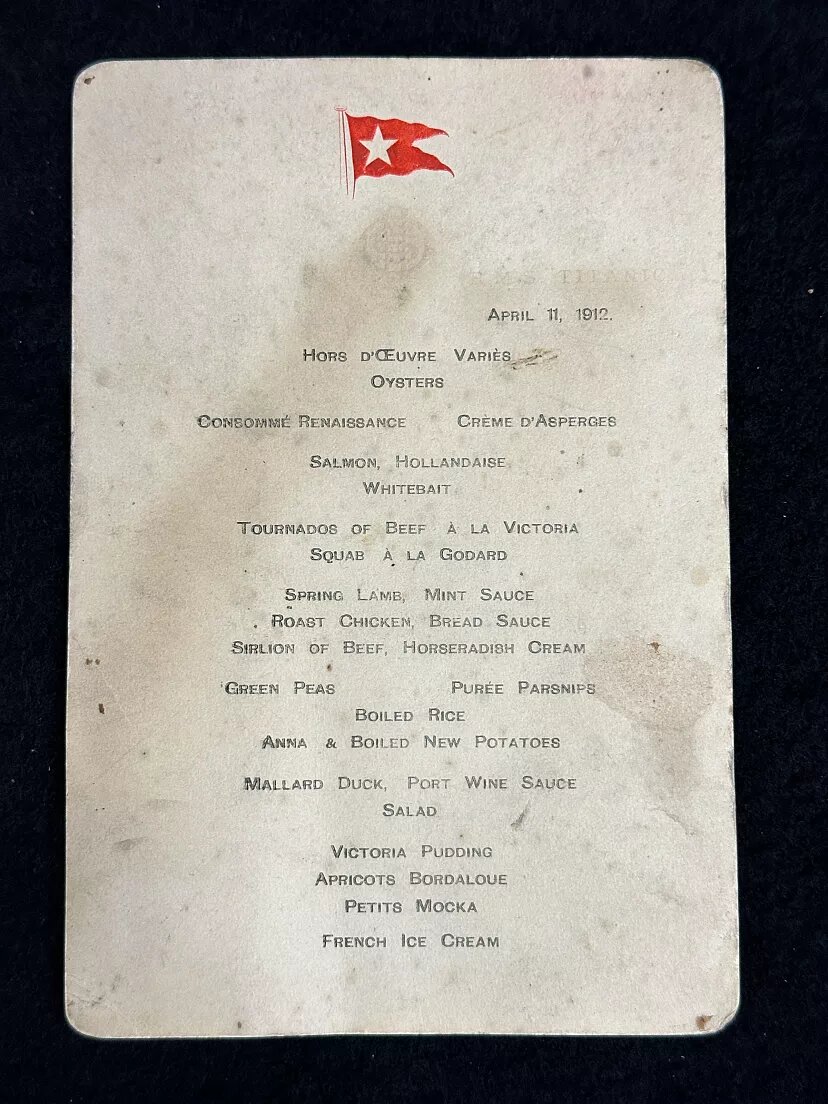 R.M.S. TITANIC
APRIL 11, 1912.
HORS D'ŒUVRE VARIÈS
OYSTERS
CONSOMMÉ RENAISSANCE CRÈME D'ASPERGES
SALMON, HOLLANDAISE
WHITEBAIT
TOURNADOS OF BEEF À LA VICTORIA
SQUAB À LA GODARD
SPRING LAMB, MINT SAUCE
ROAST CHICKEN, BREAD SAUCE
SIRLION OF BEEF, HORSERADISH CREAM
GREEN PEAS PURÉE PARSNIPS
BOILED RICE
ANNA & BOILED NEW POTATOES
MALLARD DUCK, PORT WINE SAUCE
SALAD
VICTORIA PUDDING
APRICOTS BORDALOUE
PETITS MOCKA
FRENCH ICE CREAM